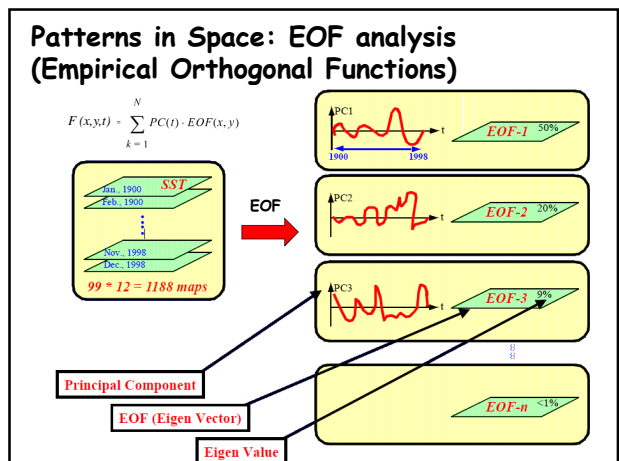 Patterns in Space: EOF analysis
(Empirical Orthogonal Functions)
F (x,y,t) = N ∑ k = 1 PC(t) · EOF(x, y)
SST
Jan., 1900
Feb., 1900
Nov., 1998
Dec., 1998
99 * 12 = 1188 maps
EOF
PC1
t
1900
1998
EOF-1 50%
PC2
t
EOF-2 20%
PC3
t
EOF-3 9%
EOF-n <1%
Principal Component
EOF (Eigen Vector)
Eigen Value